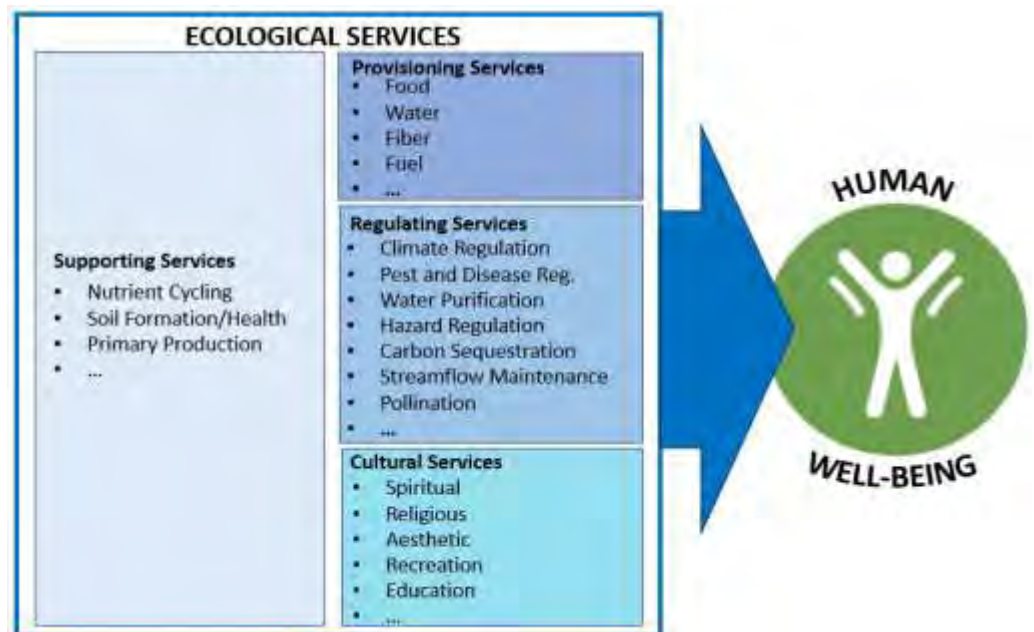 ECOLOGICAL SERVICES
Supporting Services
• Nutrient Cycling
• Soil Formation/Health
• Primary Production
• ...
Provisioning Services
• Food
• Water
• Fiber
• Fuel
• ...
Regulating Services
• Climate Regulation
• Pest and Disease Reg.
• Water Purification
• Hazard Regulation
• Carbon Sequestration
• Streamflow Maintenance
• Pollination
• ...
Cultural Services
• Spiritual
• Religious
• Aesthetic
• Recreation
• Education
• ...
HUMAN
WELL-BEING